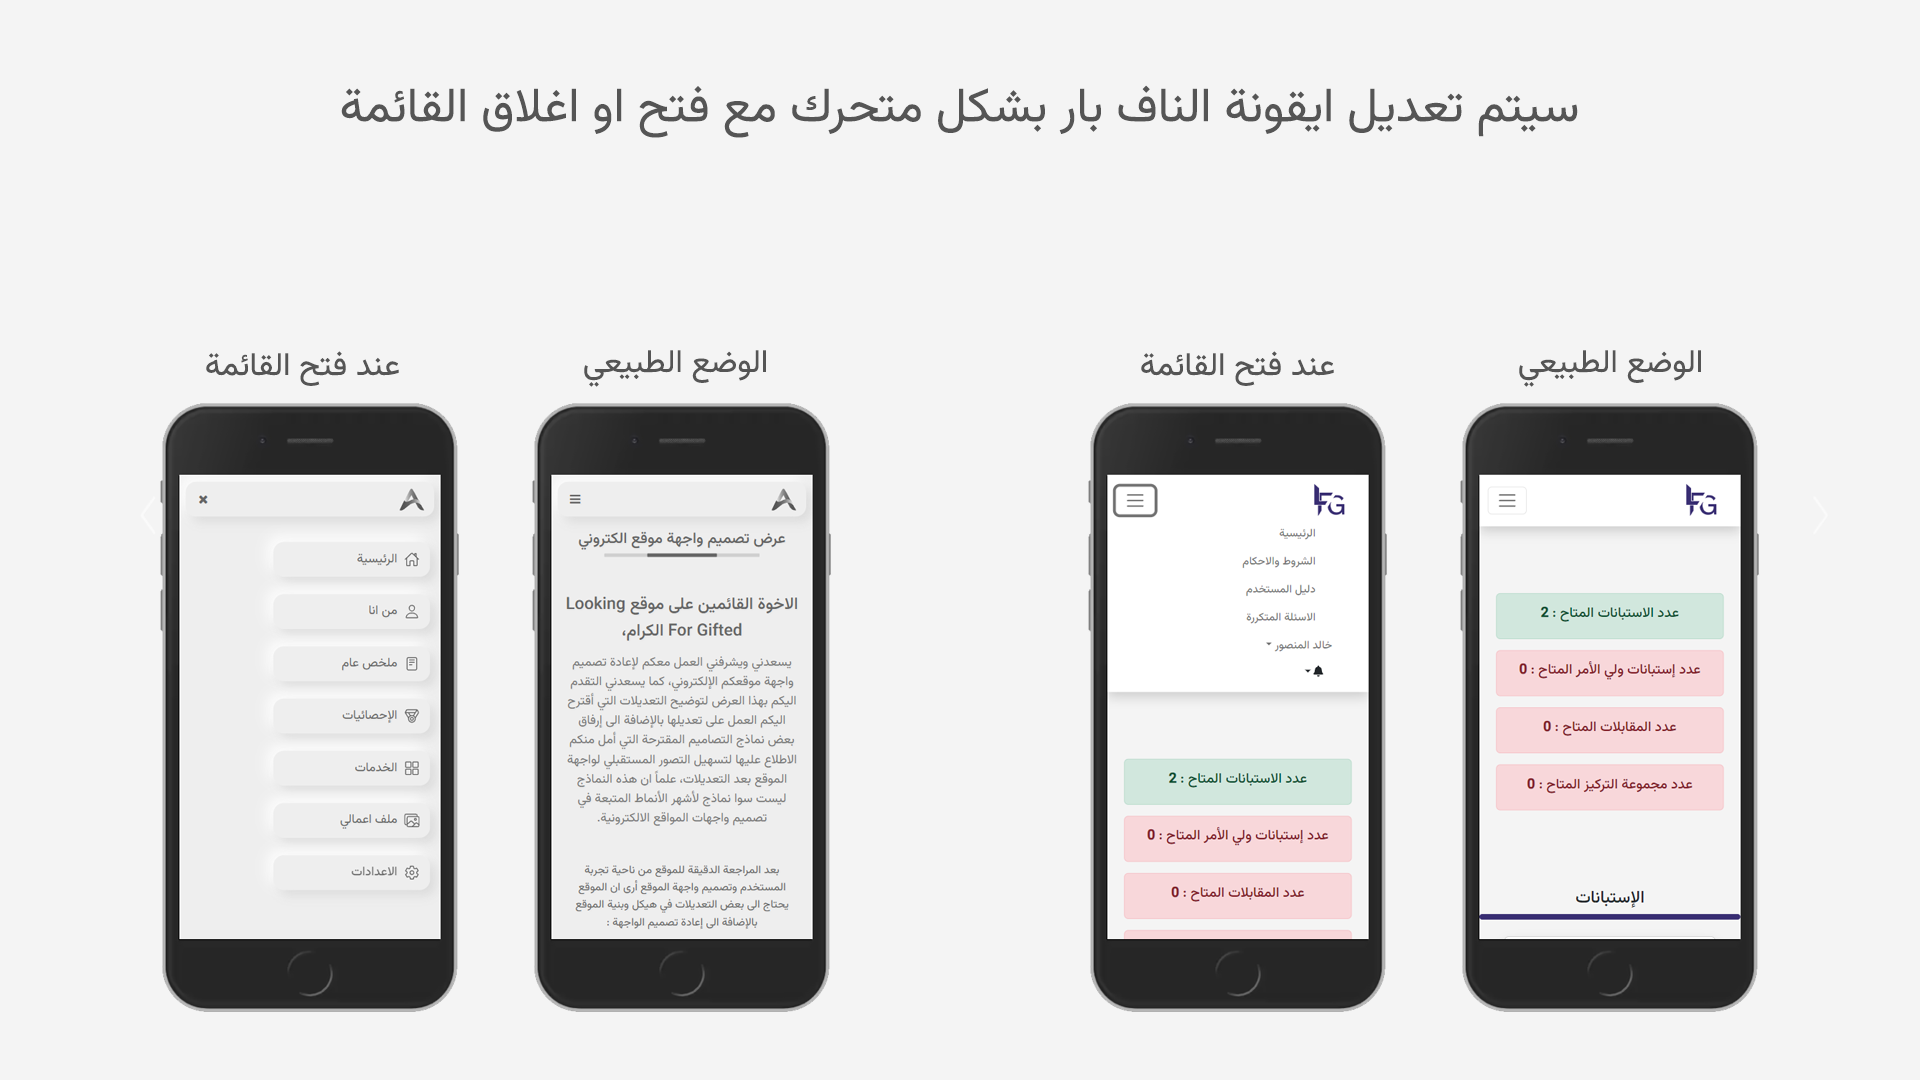 سيتم تعديل ايقونة الناف بار بشكل متحرك مع فتح او اغلاق القائمة
الوضع الطبيعي
FG
عدد الاستبانات المتاح : 2
عدد إستبانات ولي الأمر المتاح : 0
عدد المقابلات المتاح : 0
عدد مجموعة التركيز المتاح : 0
الإستبانات
عند فتح القائمة
FG
الرئيسية
الشروط والاحكام
دليل المستخدم
الاسئلة المتكررة
خالد المنصور
عدد الاستبانات المتاح : 2
عدد إستبانات ولي الأمر المتاح : 0
عدد المقابلات المتاح : 0
الوضع الطبيعي
عرض تصميم واجهة موقع الكتروني
الاخوة القائمين على موقع Looking
For Gifted الكرام،
يسعدني ويشرفني العمل معكم لإعادة تصميم
واجهة موقعكم الإلكتروني، كما يسعدني التقدم
اليكم بهذا العرض لتوضيح التعديلات التي أقترح
اليكم العمل على تعديلها بالإضافة الى إرفاق
بعض نماذج التصاميم المقترحة التي أمل منكم
الاطلاع عليها لتسهيل التصور المستقبلي لواجهة
الموقع بعد التعديلات، علماً ان هذه النماذج
ليست سوا نماذج لأشهر الأنماط المتبعة في
تصميم واجهات المواقع الالكترونية.
بعد المراجعة الدقيقة للموقع من ناحية تجربة
المستخدم وتصميم واجهة الموقع أرى ان الموقع
يحتاج الى بعض التعديلات في هيكل وبنية الموقع
بالإضافة الى إعادة تصميم الواجهة :
عند فتح القائمة
الرئيسية
من انا
ملخص عام
الإحصائيات
الخدمات
ملف اعمالي
الاعدادات